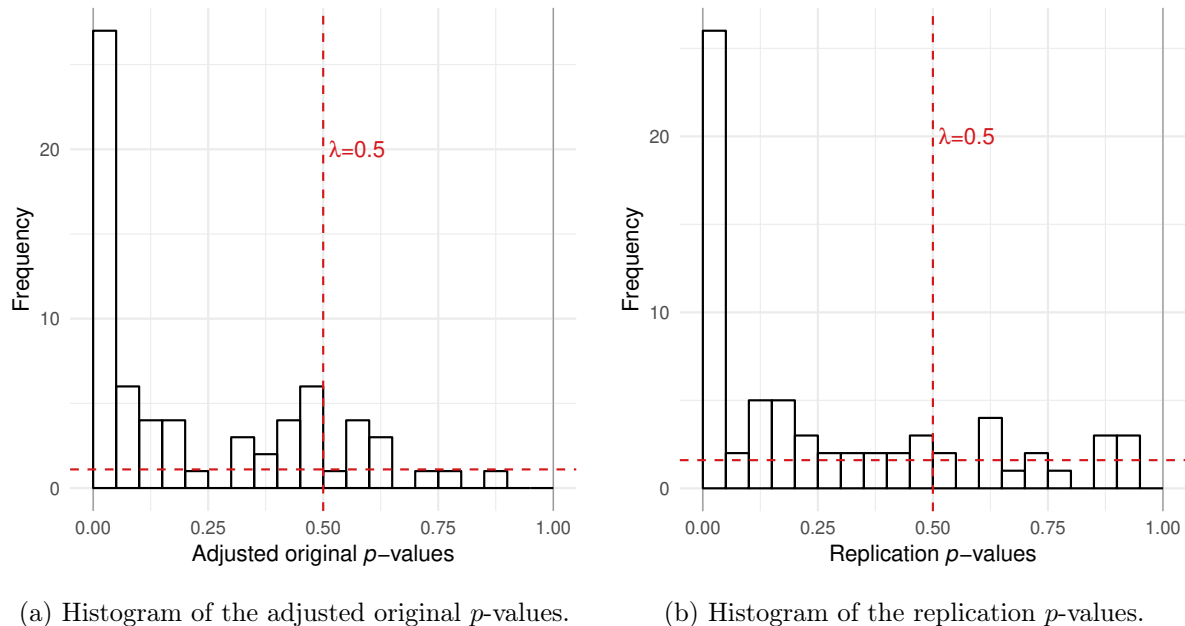 λ=0.5
20
10
0
Frequency
0.00 0.25 0.50 0.75 1.00
Adjusted original p−values
(a) Histogram of the adjusted original p-values.
λ=0.5
20
10
0
Frequency
0.00 0.25 0.50 0.75 1.00
Replication p−values
(b) Histogram of the replication p-values.